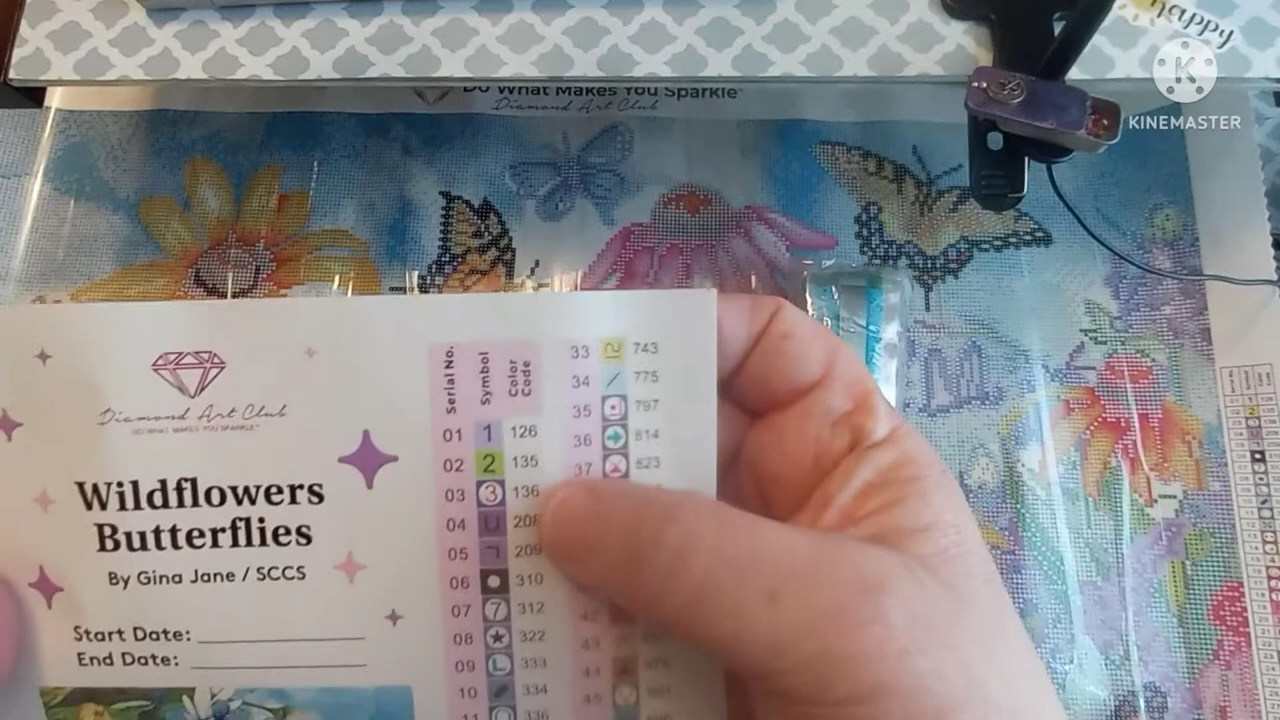 happy
KINEMASTER
Do What Makes You Sparkle
Diamond Art Club
Diamond Art Club
DO WHAT MAKES YOU SPARKLE
Wildflowers
Butterflies
By Gina Jane / SCCS
Start Date:
End Date:
Serial No. Symbol Color Code
01 1 126
02 2 135
03 3 136
04 208
05 209
06 310
07 7 312
08 322
09 L 333
10 334
11 336
33 743
34 775
35 797
36 814
37 823